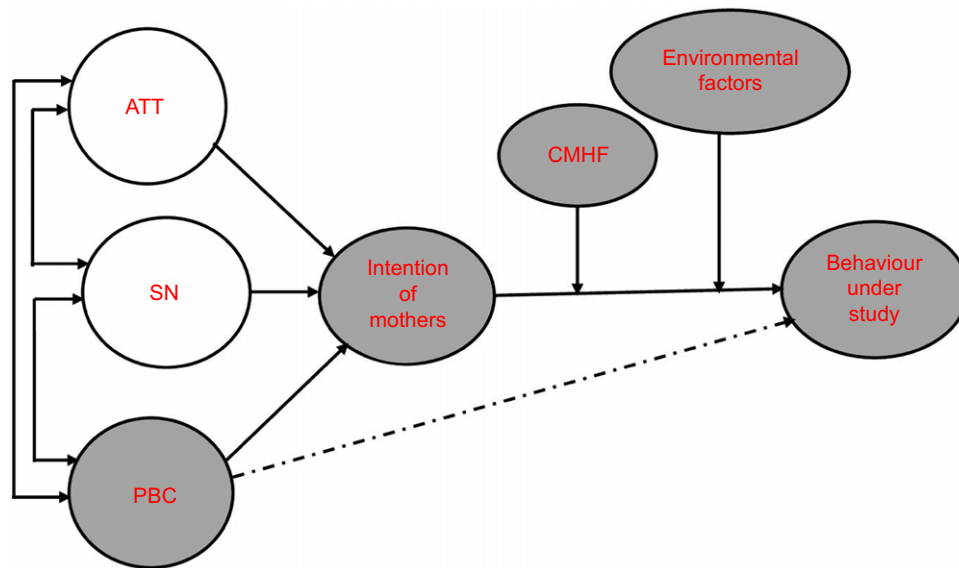 ATT
Environmental
factors
CMHF
SN
Intention
of
mothers
Behaviour
under
study
PBC